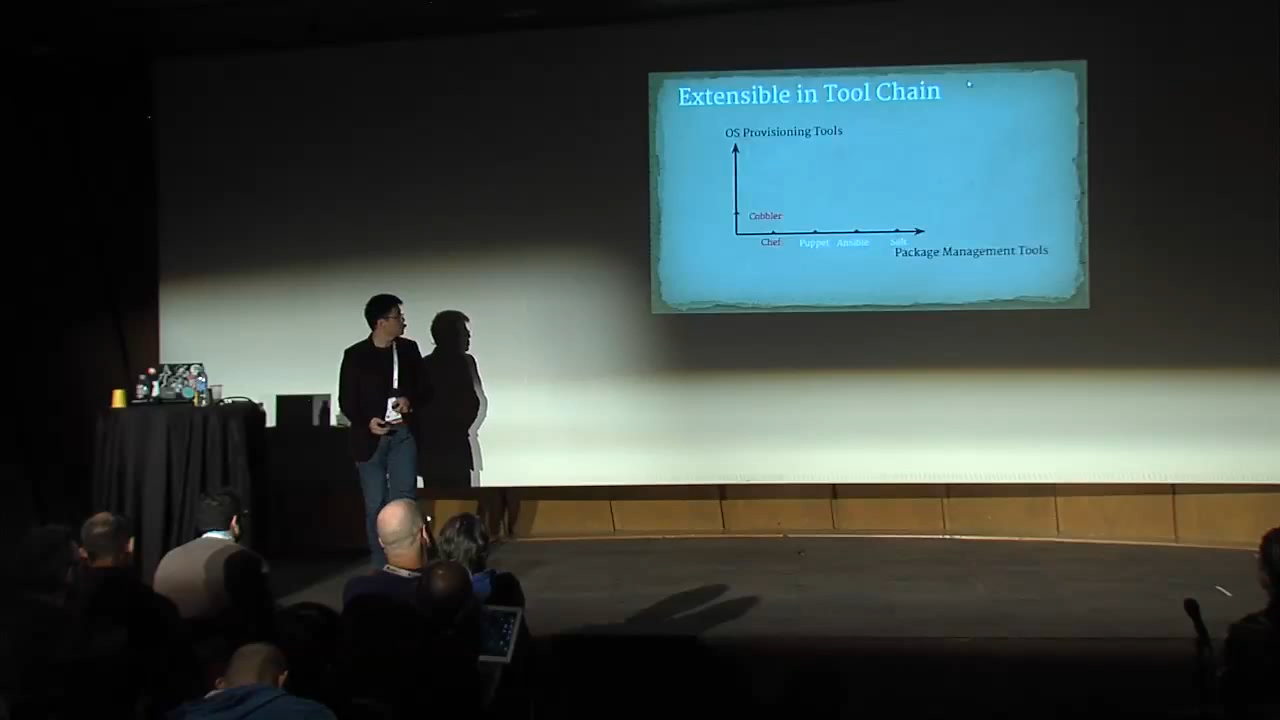 Extensible in Tool Chain
OS Provisioning Tools
Cobbler
Chef Puppet Ansible Salt
Package Management Tools